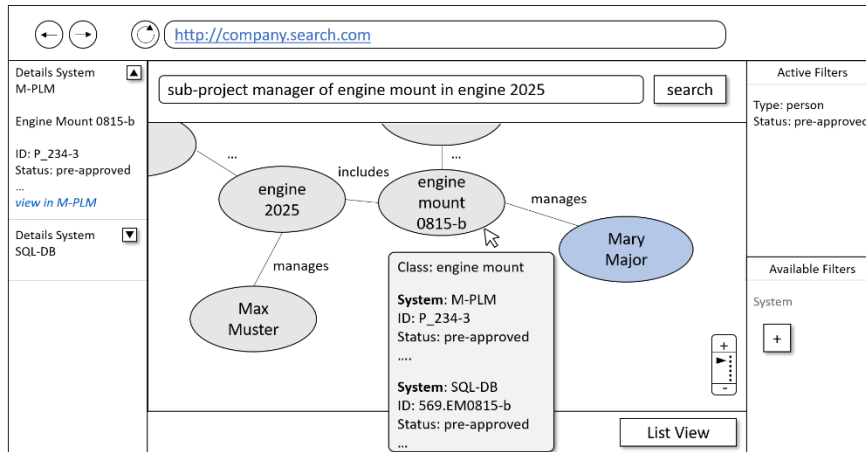 http://company.search.com
Details System
M-PLM
Engine Mount 0815-b
ID: P_234-3
Status: pre-approved
...
view in M-PLM
Details System
SQL-DB
sub-project manager of engine mount in engine 2025
search
...
...
engine
2025
includes
engine
mount
0815-b
manages
Mary
Major
manages
Max
Muster
Class: engine mount
System: M-PLM
ID: P_234-3
Status: pre-approved
....
System: SQL-DB
ID: 569.EM0815-b
Status: pre-approved
...
+
-
List View
Active Filters
Type: person
Status: pre-approved
Available Filters
System
+